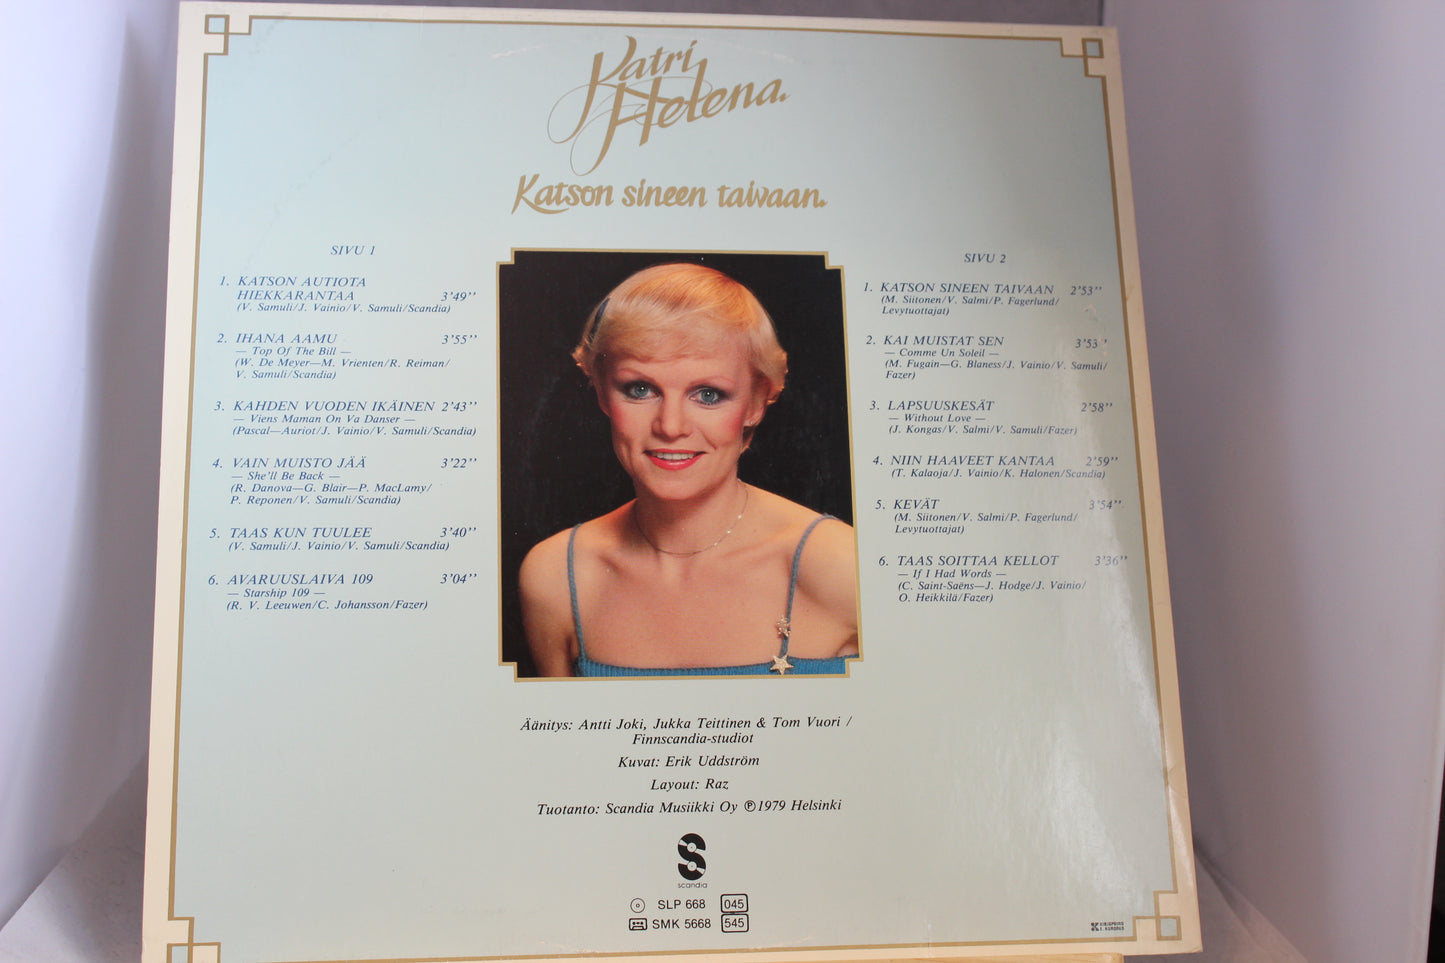 Katri
Helena.
Katson sineen taivaan.
SIVU 1
1. KATSON AUTIOTA
HIEKKARANTAA 3'49''
(V. Samuli/J. Vainio/V. Samuli/Scandia)
2. IHANA AAMU 3'55''
— Top Of The Bill —
(W. De Meyer—M. Vrienten/R. Reiman/
V. Samuli/Scandia)
3. KAHDEN VUODEN IKÄINEN 2'43''
— Viens Maman On Va Danser —
(Pascal—Auriot/J. Vainio/V. Samuli/Scandia)
4. VAIN MUISTO JÄÄ 3'22''
— She'll Be Back —
(R. Danova—G. Blair—P. MacLamy/
P. Reponen/V. Samuli/Scandia)
5. TAAS KUN TUULEE 3'40''
(V. Samuli/J. Vainio/V. Samuli/Scandia)
6. AVARUUSLAIVA 109 3'04''
— Starship 109 —
(R. V. Leeuwen/C. Johansson/Fazer)
SIVU 2
1. KATSON SINEEN TAIVAAN 2'53''
(M. Siitonen/V. Salmi/P. Fagerlund/
Levytuottajat)
2. KAI MUISTAT SEN 3'53''
— Comme Un Soleil —
(M. Fugain—G. Blaness/J. Vainio/V. Samuli/
Fazer)
3. LAPSUUSKESÄT 2'58''
— Without Love —
(J. Kongas/V. Salmi/V. Samuli/Fazer)
4. NIIN HAAVEET KANTAA 2'59''
(T. Kalaoja/J. Vainio/K. Halonen/Scandia)
5. KEVÄT 3'54''
(M. Siitonen/V. Salmi/P. Fagerlund/
Levytuottajat)
6. TAAS SOITTAA KELLOT 3'36''
— If I Had Words —
(C. Saint-Saëns—J. Hodge/J. Vainio/
O. Heikkilä/Fazer)
Äänitys: Antti Joki, Jukka Teittinen & Tom Vuori /
Finnscandia-studiot
Kuvat: Erik Uddström
Layout: Raz
Tuotanto: Scandia Musiikki Oy ℗ 1979 Helsinki
scandia
SLP 668 045
SMK 5668 545